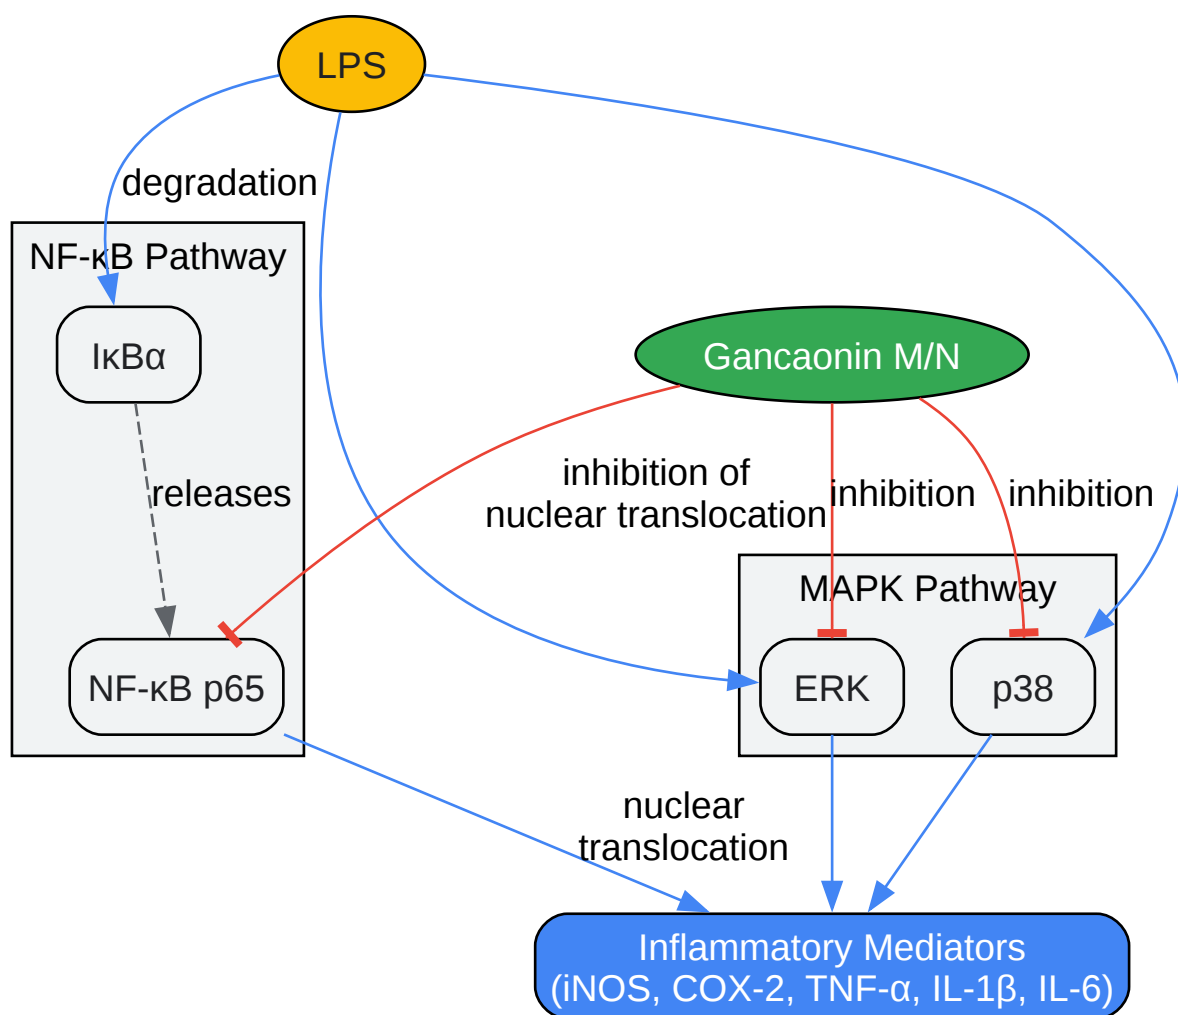 LPS
degradation
NF-κB Pathway
IκBα
Gancaonin M/N
releases
inhibition of
nuclear translocation
inhibition
inhibition
MAPK Pathway
NF-κB p65
ERK
p38
nuclear
translocation
Inflammatory Mediators
(iNOS, COX-2, TNF-α, IL-1β, IL-6)